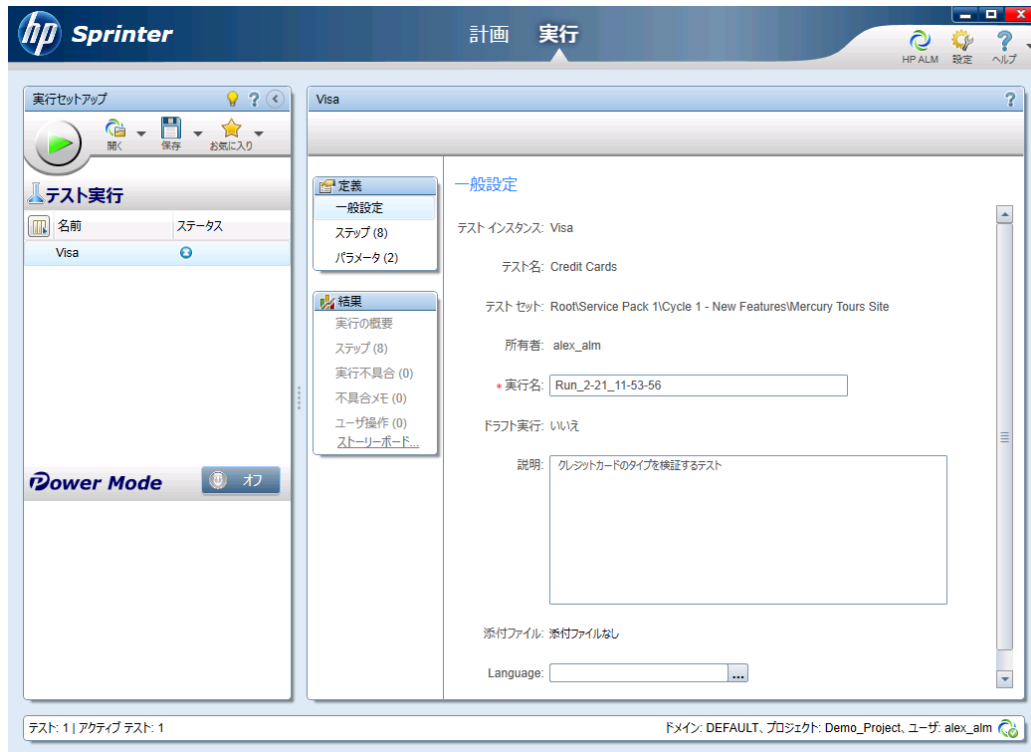 hp Sprinter
計画 実行
HP ALM 設定 ヘルプ
実行セットアップ ?
開く 保存 お気に入り
テスト実行
名前 ステータス
Visa
Power Mode オフ
Visa ?
定義
一般設定
ステップ (8)
パラメータ (2)
結果
実行の概要
ステップ (8)
実行不具合 (0)
不具合メモ (0)
ユーザ操作 (0)
ストーリーボード...
一般設定
テスト インスタンス: Visa
テスト名: Credit Cards
テスト セット: Root\Service Pack 1\Cycle 1 - New Features\Mercury Tours Site
所有者: alex_alm
* 実行名: Run_2-21_11-53-56
ドラフト実行: いいえ
説明: クレジットカードのタイプを検証するテスト
添付ファイル: 添付ファイルなし
Language: ...
テスト: 1 | アクティブ テスト: 1
ドメイン: DEFAULT、プロジェクト: Demo_Project、ユーザ: alex_alm